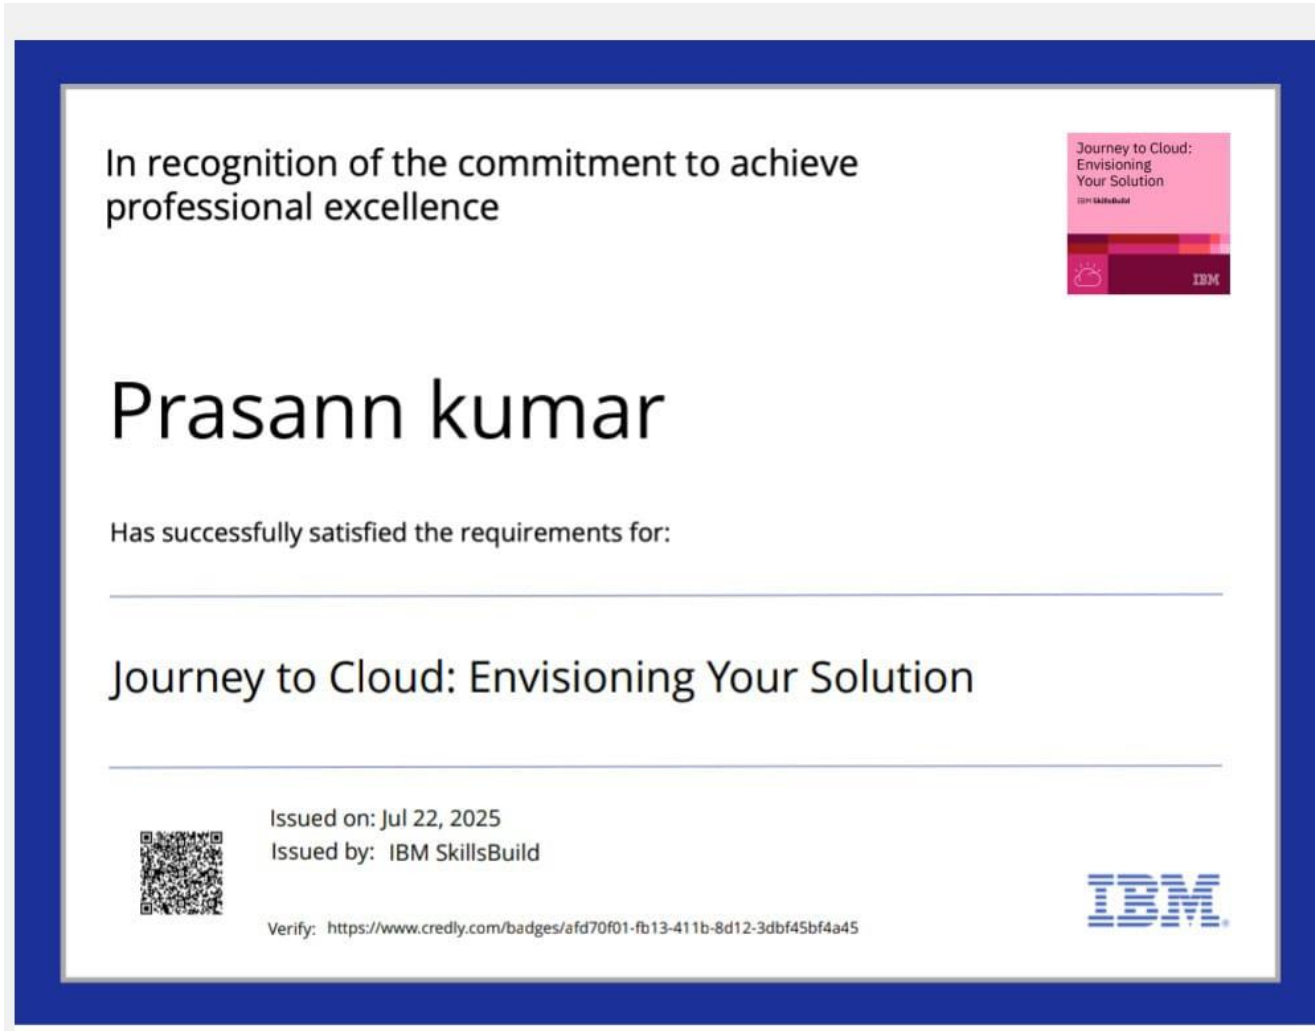 In recognition of the commitment to achieve
professional excellence
Journey to Cloud:
Envisioning
Your Solution
IBM SkillsBuild
IBM
Prasann kumar
Has successfully satisfied the requirements for:
Journey to Cloud: Envisioning Your Solution
Issued on: Jul 22, 2025
Issued by: IBM SkillsBuild
Verify: https://www.credly.com/badges/afd70f01-fb13-411b-8d12-3dbf45bf4a45
IBM®